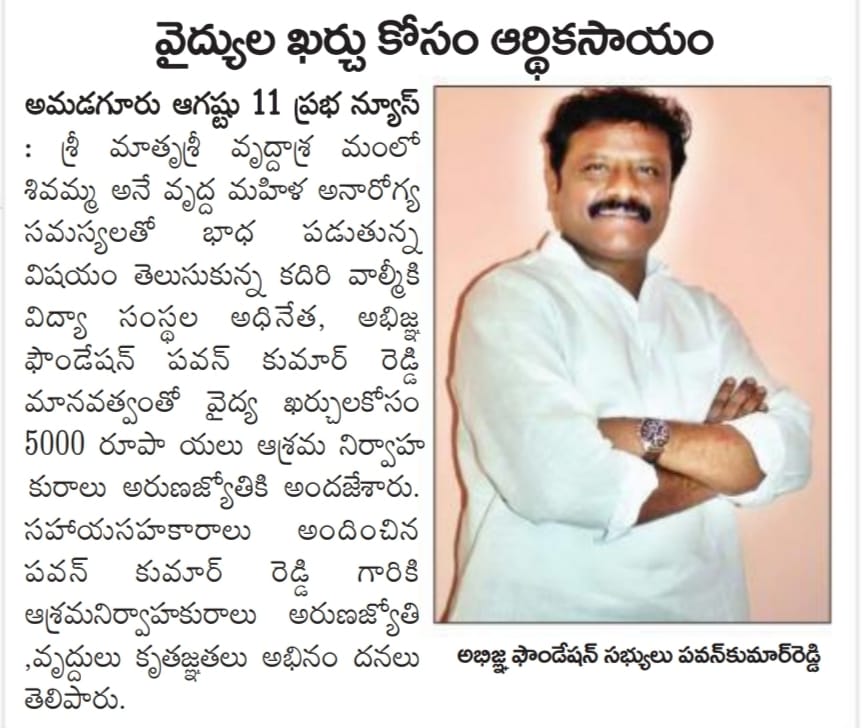 వైద్యుల ఖర్చు కోసం ఆర్థికసాయం
అమడగూరు ఆగష్టు 11 ప్రభ న్యూస్
: శ్రీ మాతృశ్రీ వృద్దాశ్ర మంలో
శివమ్మ అనే వృద్ద మహిళ అనారోగ్య
సమస్యలతో భాధ పడుతున్న
విషయం తెలుసుకున్న కదిరి వాల్మీకి
విద్యా సంస్థల అధినేత, అభిజ్ఞ
ఫౌండేషన్ పవన్ కుమార్ రెడ్డి
మానవత్వంతో వైద్య ఖర్చులకోసం
5000 రూపా యలు ఆశ్రమ నిర్వాహ
కురాలు అరుణజ్యోతికి అందజేశారు.
సహాయసహకారాలు అందించిన
పవన్ కుమార్ రెడ్డి గారికి
ఆశ్రమనిర్వాహకురాలు అరుణజ్యోతి
,వృద్దులు కృతజ్ఞతలు అభినం దనలు
తెలిపారు.
అభిజ్ఞ ఫౌండేషన్ సభ్యులు పవన్‌కుమార్‌రెడ్డి